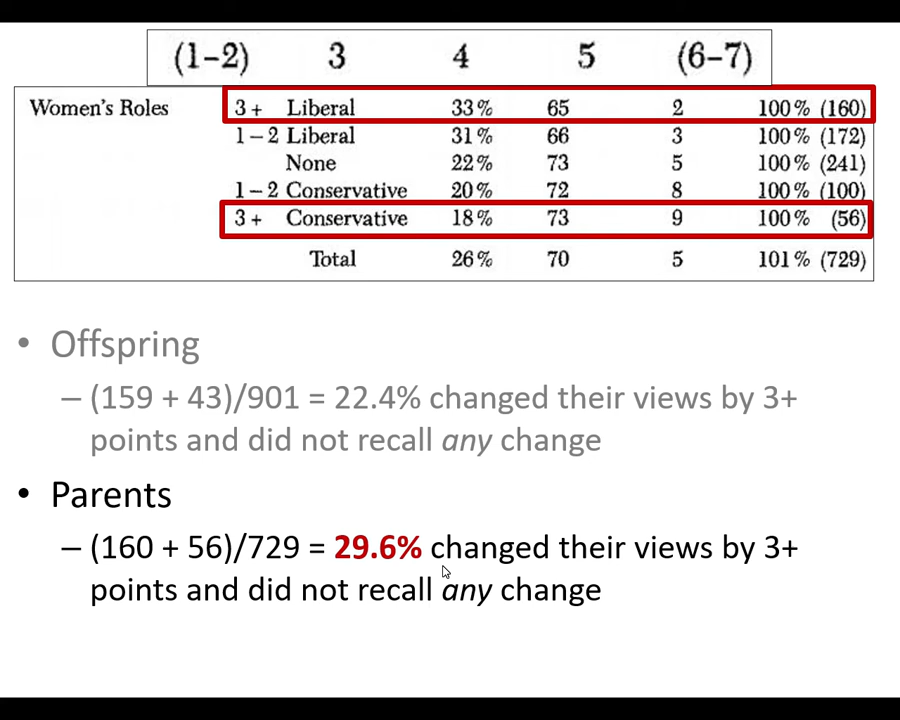 (1-2) 3 4 5 (6-7)
Women's Roles 3+ Liberal 33% 65 2 100% (160)
1-2 Liberal 31% 66 3 100% (172)
None 22% 73 5 100% (241)
1-2 Conservative 20% 72 8 100% (100)
3+ Conservative 18% 73 9 100% (56)
Total 26% 70 5 101% (729)
• Offspring
– (159 + 43)/901 = 22.4% changed their views by 3+
points and did not recall any change
• Parents
– (160 + 56)/729 = 29.6% changed their views by 3+
points and did not recall any change